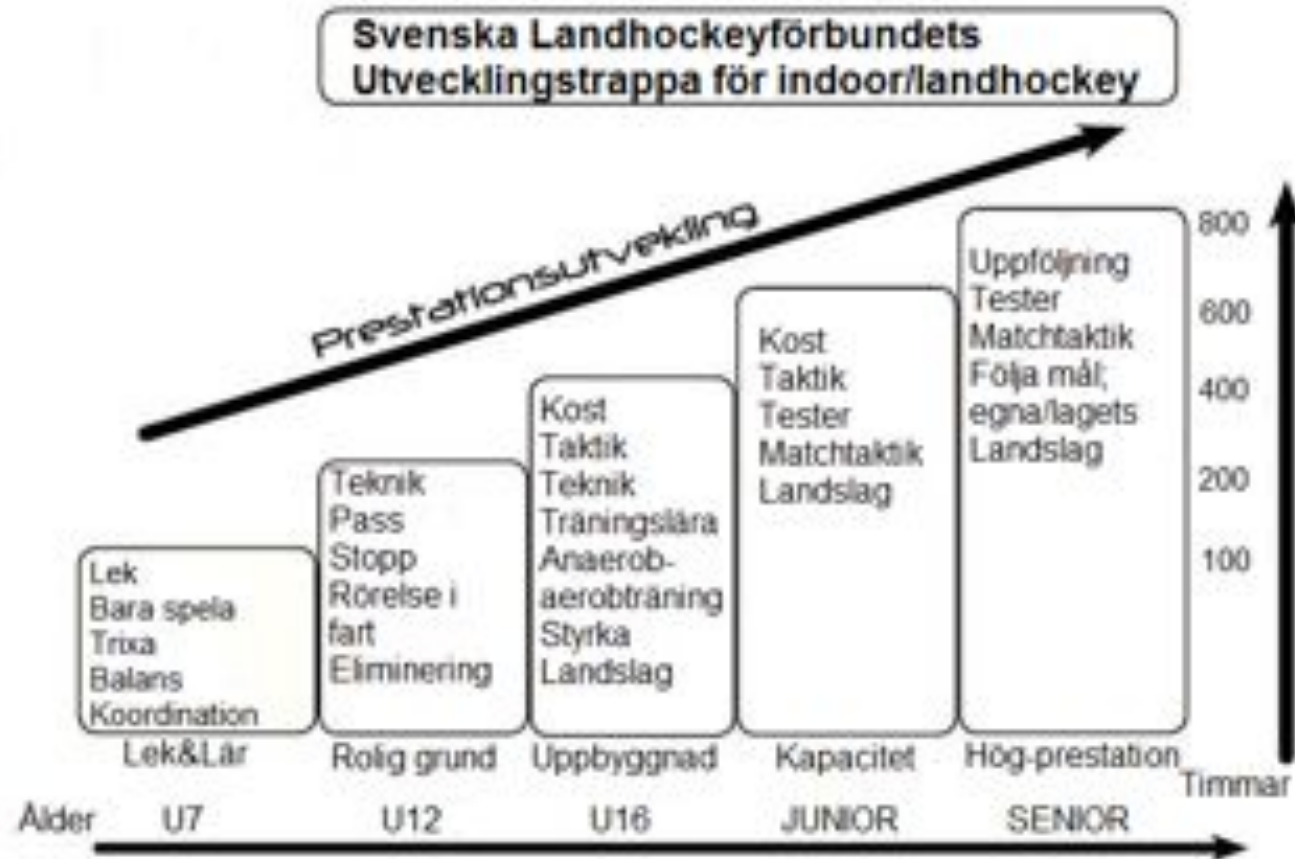 Svenska Landhockeyförbundets
Utvecklingstrappa för indoor/landhockey
Prestationsutvekling
Lek
Bara spela
Trixa
Balans
Koordination
Lek&Lär
Teknik
Pass
Stopp
Rörelse i
fart
Eliminering
Rolig grund
Kost
Taktik
Teknik
Träningslära
Anaerob-
aerobträning
Styrka
Landslag
Uppbyggnad
Kost
Taktik
Tester
Matchtaktik
Landslag
Kapacitet
Uppföljning
Tester
Matchtaktik
Följa mål;
egna/lagets
Landslag
Hög-prestation
800
600
400
200
100
Timmar
Ålder U7 U12 U16 JUNIOR SENIOR